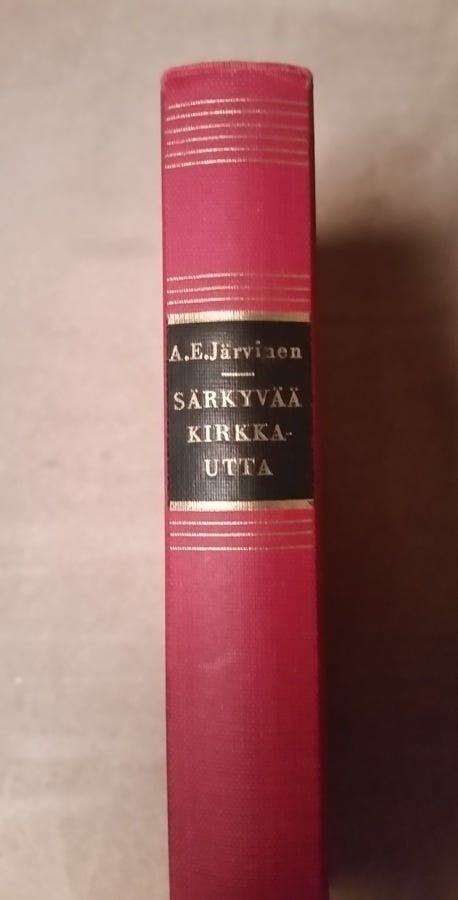 A.E.Järvinen
SÄRKYVÄÄ
KIRKKA-
UTTA